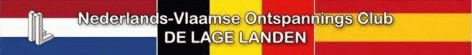 Nederlands-Vlaamse Ontspannings Club
DE LAGE LANDEN